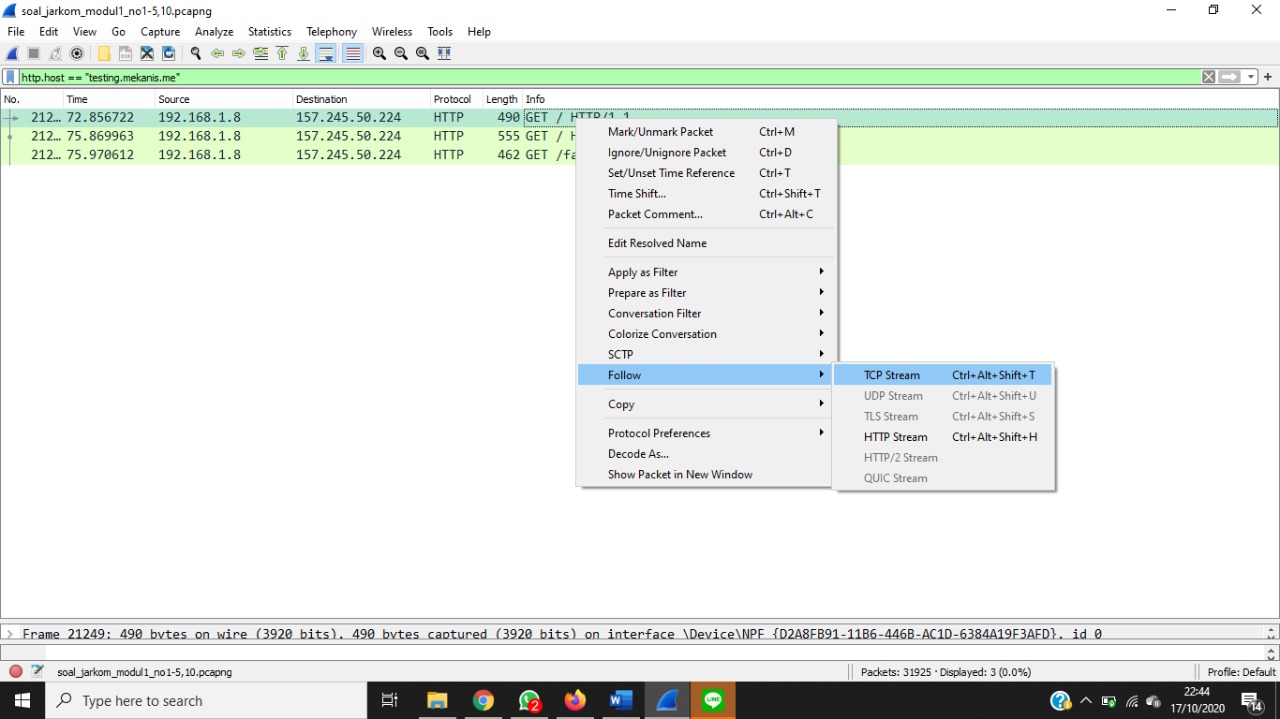 soal_jarkom_modul1_no1-5,10.pcapng
File Edit View Go Capture Analyze Statistics Telephony Wireless Tools Help
http.host == "testing.mekanis.me"
No. Time Source Destination Protocol Length Info
212… 72.856722 192.168.1.8 157.245.50.224 HTTP 490 GET / HTTP/1.1
212… 75.869963 192.168.1.8 157.245.50.224 HTTP 555 GET / H
212… 75.970612 192.168.1.8 157.245.50.224 HTTP 462 GET /fa
Mark/Unmark Packet Ctrl+M
Ignore/Unignore Packet Ctrl+D
Set/Unset Time Reference Ctrl+T
Time Shift... Ctrl+Shift+T
Packet Comment... Ctrl+Alt+C
Edit Resolved Name
Apply as Filter
Prepare as Filter
Conversation Filter
Colorize Conversation
SCTP
Follow
TCP Stream Ctrl+Alt+Shift+T
UDP Stream Ctrl+Alt+Shift+U
TLS Stream Ctrl+Alt+Shift+S
HTTP Stream Ctrl+Alt+Shift+H
HTTP/2 Stream
QUIC Stream
Copy
Protocol Preferences
Decode As...
Show Packet in New Window
Frame 21249: 490 bytes on wire (3920 bits), 490 bytes captured (3920 bits) on interface \Device\NPF_{D2A8FB91-11B6-446B-AC1D-6384A19F3AFD}, id 0
soal_jarkom_modul1_no1-5,10.pcapng
Packets: 31925 · Displayed: 3 (0.0%)
Profile: Default
Type here to search
2
LINE
22:44
17/10/2020
14